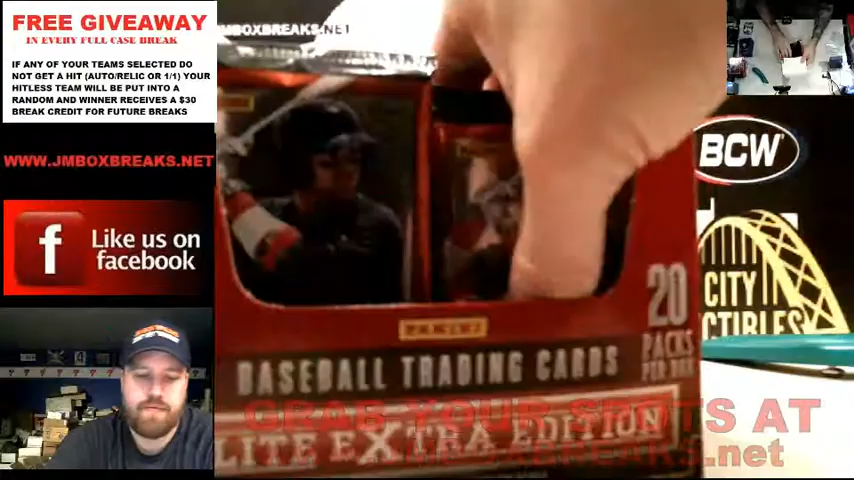 FREE GIVEAWAY
IN EVERY FULL CASE BREAK
IF ANY OF YOUR TEAMS SELECTED DO
NOT GET A HIT (AUTO/RELIC OR 1/1) YOUR
HITLESS TEAM WILL BE PUT INTO A
RANDOM AND WINNER RECEIVES A $30
BREAK CREDIT FOR FUTURE BREAKS
WWW.JMBOXBREAKS.NET
f Like us on
facebook
JMBOXBREAKS.NET
PANINI
20
PACKS
PER BOX
BASEBALL TRADING CARDS
LITE EXTRA EDITION
GRAB YOUR SPOTS AT
JMBOXBREAKS.net
BCW
CITY
CTIBLES